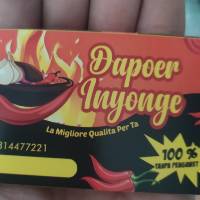 Dapoer
Inyonge
La Migliore Qualita Per Ta
814477221
100 %
TANPA PENGAWET